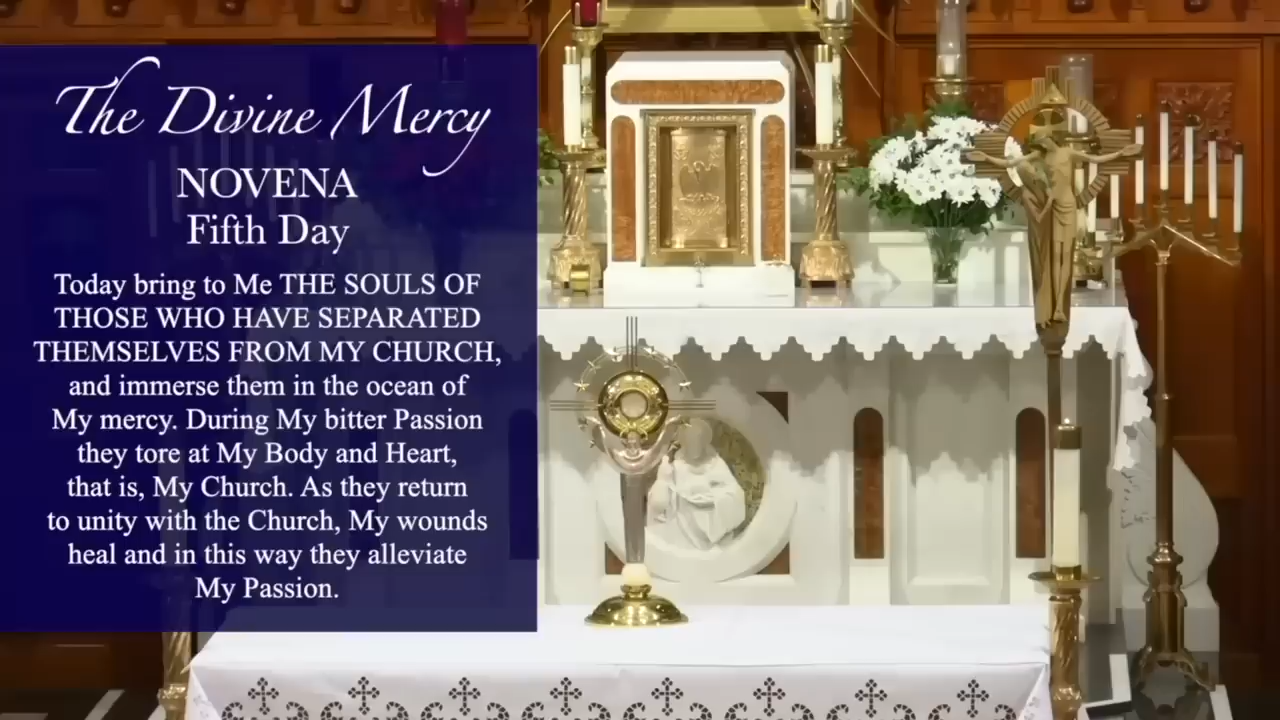 The Divine Mercy
NOVENA
Fifth Day
Today bring to Me THE SOULS OF
THOSE WHO HAVE SEPARATED
THEMSELVES FROM MY CHURCH,
and immerse them in the ocean of
My mercy. During My bitter Passion
they tore at My Body and Heart,
that is, My Church. As they return
to unity with the Church, My wounds
heal and in this way they alleviate
My Passion.